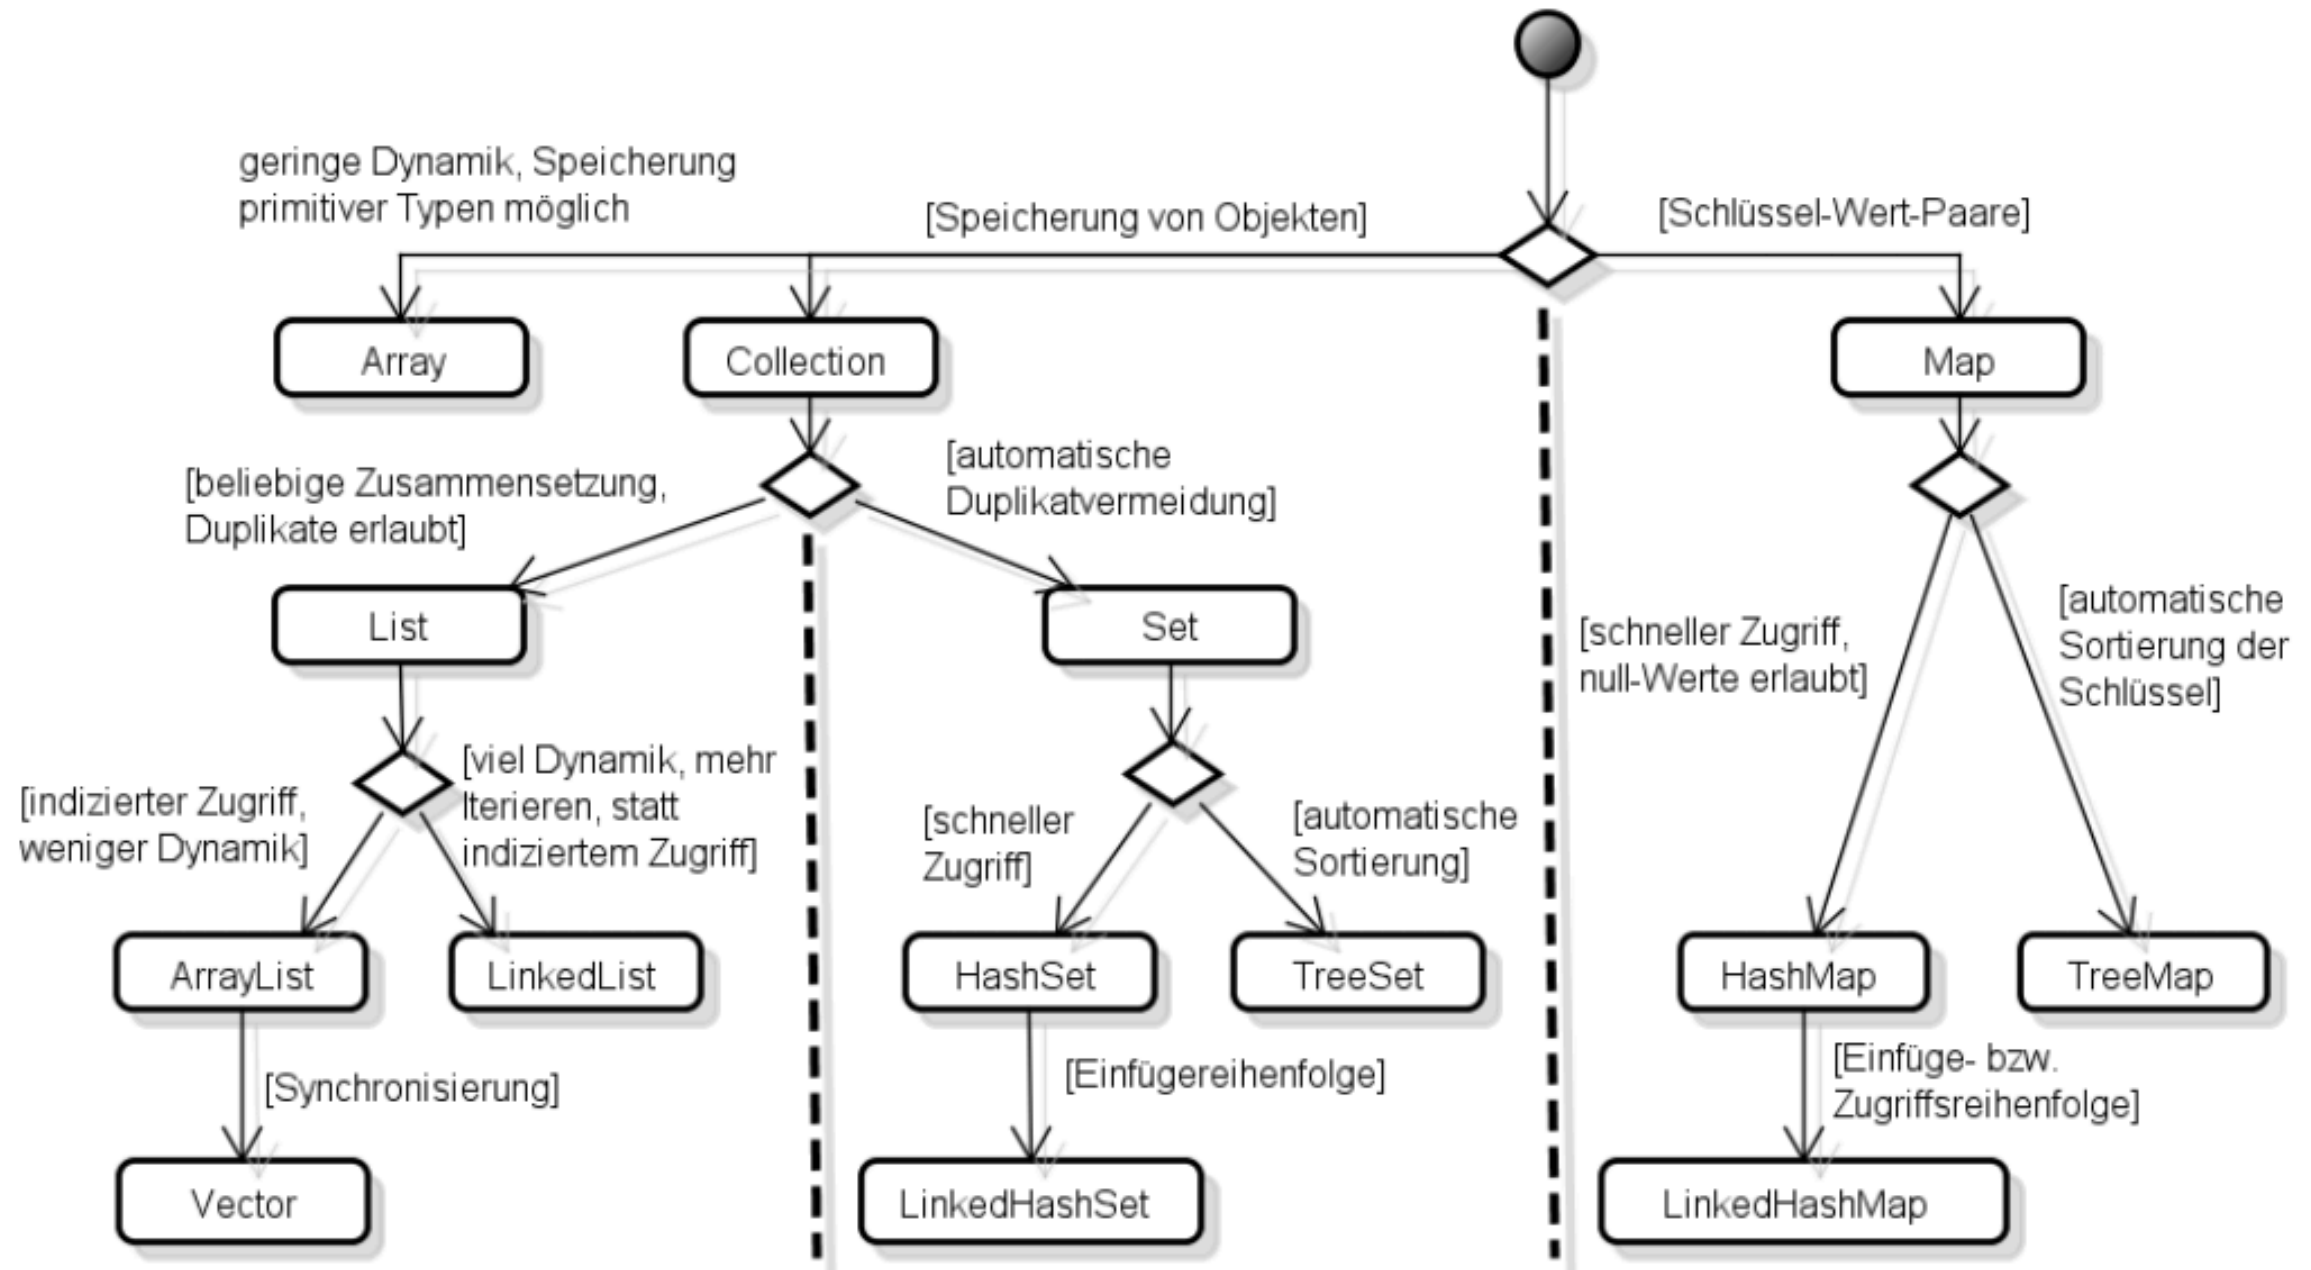 geringe Dynamik, Speicherung
primitiver Typen möglich
[Speicherung von Objekten]
[Schlüssel-Wert-Paare]
Array
Collection
Map
[beliebige Zusammensetzung,
Duplikate erlaubt]
[automatische
Duplikatvermeidung]
List
Set
[schneller Zugriff,
null-Werte erlaubt]
[automatische
Sortierung der
Schlüssel]
[indizierter Zugriff,
weniger Dynamik]
[viel Dynamik, mehr
Iterieren, statt
indiziertem Zugriff]
[schneller
Zugriff]
[automatische
Sortierung]
ArrayList
LinkedList
HashSet
TreeSet
HashMap
TreeMap
[Synchronisierung]
[Einfügereihenfolge]
[Einfüge- bzw.
Zugriffsreihenfolge]
Vector
LinkedHashSet
LinkedHashMap